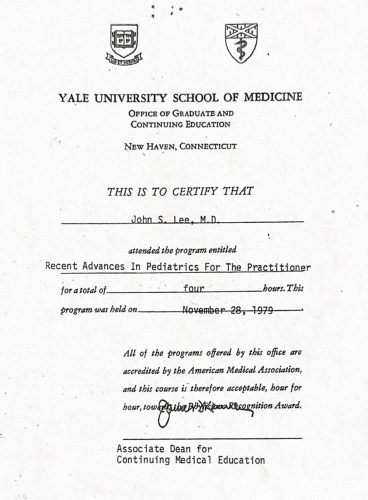 YALE UNIVERSITY SCHOOL OF MEDICINE
OFFICE OF GRADUATE AND
CONTINUING EDUCATION
NEW HAVEN, CONNECTICUT
THIS IS TO CERTIFY THAT
John S. Lee, M.D.
attended the program entitled
Recent Advances In Pediatrics For The Practitioner
for a total of four hours. This
program was held on November 28, 1979.
All of the programs offered by this office are
accredited by the American Medical Association,
and this course is therefore acceptable, hour for
hour, toward Recognition Award.
Associate Dean for
Continuing Medical Education